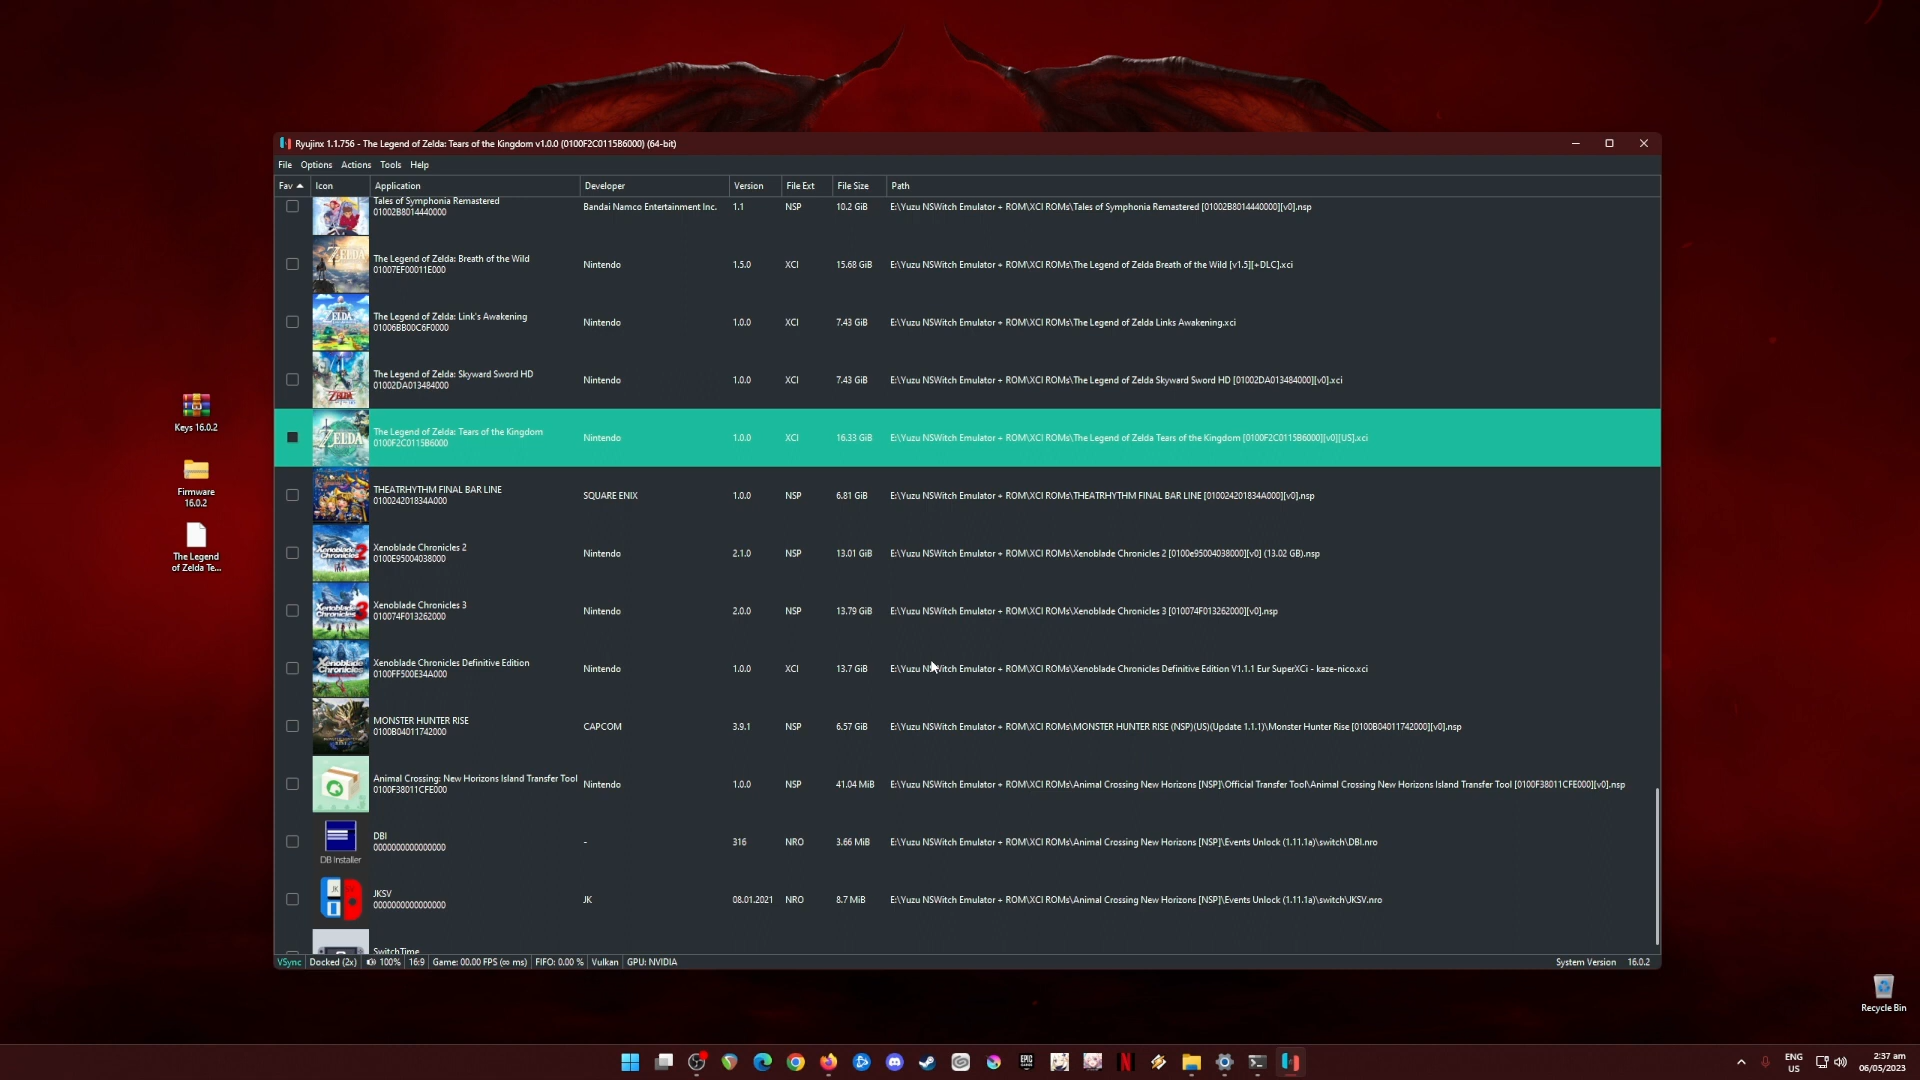 Ryujinx 1.1.756 - The Legend of Zelda: Tears of the Kingdom v1.0.0 (0100F2C0115B6000) (64-bit)
File Options Actions Tools Help
Fav Icon Application Developer Version File Ext File Size Path
Tales of Symphonia Remastered
01002B8014440000
Bandai Namco Entertainment Inc. 1.1 NSP 10.2 GiB E:\Yuzu NSWitch Emulator + ROM\XCI ROMs\Tales of Symphonia Remastered [01002B8014440000][v0].nsp
ZELDA
The Legend of Zelda: Breath of the Wild
01007EF00011E000
Nintendo 1.5.0 XCI 15.68 GiB E:\Yuzu NSWitch Emulator + ROM\XCI ROMs\The Legend of Zelda Breath of the Wild [v1.5][+DLC].xci
ZELDA
The Legend of Zelda: Link's Awakening
01006BB00C6F0000
Nintendo 1.0.0 XCI 7.43 GiB E:\Yuzu NSWitch Emulator + ROM\XCI ROMs\The Legend of Zelda Links Awakening.xci
ZELDA
The Legend of Zelda: Skyward Sword HD
01002DA013484000
Nintendo 1.0.0 XCI 7.43 GiB E:\Yuzu NSWitch Emulator + ROM\XCI ROMs\The Legend of Zelda Skyward Sword HD [01002DA013484000][v0].xci
ZELDA
The Legend of Zelda: Tears of the Kingdom
0100F2C0115B6000
Nintendo 1.0.0 XCI 16.33 GiB E:\Yuzu NSWitch Emulator + ROM\XCI ROMs\The Legend of Zelda Tears of the Kingdom [0100F2C0115B6000][v0][US].xci
THEATRHYTHM FINAL BAR LINE
010024201834A000
SQUARE ENIX 1.0.0 NSP 6.81 GiB E:\Yuzu NSWitch Emulator + ROM\XCI ROMs\THEATRHYTHM FINAL BAR LINE [010024201834A000][v0].nsp
Xenoblade Chronicles 2
Xenoblade Chronicles 2
0100E95004038000
Nintendo 2.1.0 NSP 13.01 GiB E:\Yuzu NSWitch Emulator + ROM\XCI ROMs\Xenoblade Chronicles 2 [0100e95004038000][v0] (13.02 GB).nsp
Xenoblade Chronicles 3
Xenoblade Chronicles 3
010074F013262000
Nintendo 2.0.0 NSP 13.79 GiB E:\Yuzu NSWitch Emulator + ROM\XCI ROMs\Xenoblade Chronicles 3 [010074F013262000][v0].nsp
Xenoblade Chronicles
Xenoblade Chronicles Definitive Edition
0100FF500E34A000
Nintendo 1.0.0 XCI 13.7 GiB E:\Yuzu NSWitch Emulator + ROM\XCI ROMs\Xenoblade Chronicles Definitive Edition V1.1.1 Eur SuperXCi - kaze-nico.xci
MONSTER HUNTER RISE
0100B04011742000
CAPCOM 3.9.1 NSP 6.57 GiB E:\Yuzu NSWitch Emulator + ROM\XCI ROMs\MONSTER HUNTER RISE (NSP)(US)(Update 1.1.1)\Monster Hunter Rise [0100B04011742000][v0].nsp
Animal Crossing: New Horizons Island Transfer Tool
0100F38011CFE000
Nintendo 1.0.0 NSP 41.04 MiB E:\Yuzu NSWitch Emulator + ROM\XCI ROMs\Animal Crossing New Horizons [NSP]\Official Transfer Tool\Animal Crossing New Horizons Island Transfer Tool [0100F38011CFE000][v0].nsp
DB Installer
DBI
0000000000000000
- 316 NRO 3.66 MiB E:\Yuzu NSWitch Emulator + ROM\XCI ROMs\Animal Crossing New Horizons [NSP]\Events Unlock (1.11.1a)\switch\DBI.nro
JK
JKSV
0000000000000000
JK 08.01.2021 NRO 8.7 MiB E:\Yuzu NSWitch Emulator + ROM\XCI ROMs\Animal Crossing New Horizons [NSP]\Events Unlock (1.11.1a)\switch\JKSV.nro
SwitchTime
VSync Docked (2x) 100% 16:9 Game: 00.00 FPS (∞ ms) FIFO: 0.00 % Vulkan GPU: NVIDIA System Version 16.0.2
Keys 16.0.2
Firmware
16.0.2
The Legend
of Zelda Te...
Recycle Bin
EPIC
N
ENG
US
2:37 am
06/05/2023